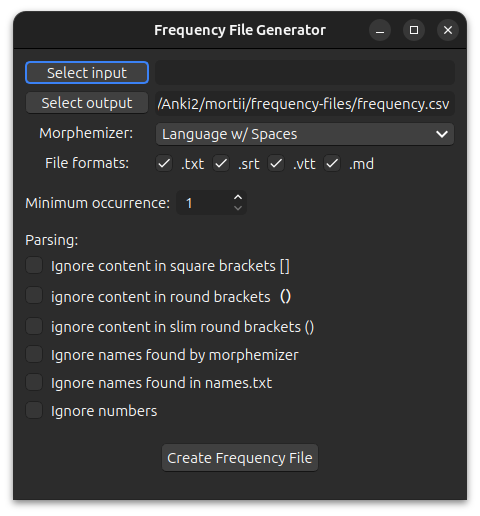 Frequency File Generator
Select input
Select output /Anki2/mortii/frequency-files/frequency.csv
Morphemizer: Language w/ Spaces
File formats: .txt .srt .vtt .md
Minimum occurrence: 1
Parsing:
Ignore content in square brackets []
ignore content in round brackets （）
ignore content in slim round brackets ()
Ignore names found by morphemizer
Ignore names found in names.txt
Ignore numbers
Create Frequency File